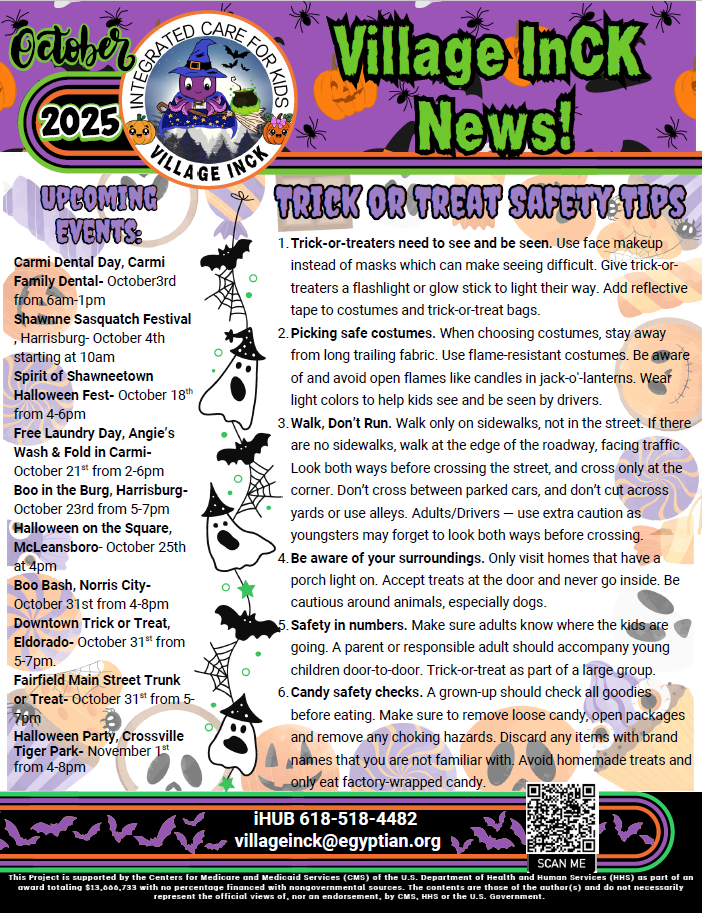 October
2025
INTEGRATED CARE FOR KIDS
VILLAGE INCK
Village InCK
News!
UPCOMING
EVENTS:
Carmi Dental Day, Carmi
Family Dental- October3rd
from 6am-1pm
Shawnne Sasquatch Festival
, Harrisburg- October 4th
starting at 10am
Spirit of Shawneetown
Halloween Fest- October 18th
from 4-6pm
Free Laundry Day, Angie's
Wash & Fold in Carmi-
October 21st from 2-6pm
Boo in the Burg, Harrisburg-
October 23rd from 5-7pm
Halloween on the Square,
McLeansboro- October 25th
at 4pm
Boo Bash, Norris City-
October 31st from 4-8pm
Downtown Trick or Treat,
Eldorado- October 31st from
5-7pm.
Fairfield Main Street Trunk
or Treat- October 31st from 5-
7pm
Halloween Party, Crossville
Tiger Park- November 1st
from 4-8pm
TRICK OR TREAT SAFETY TIPS
1. Trick-or-treaters need to see and be seen. Use face makeup
instead of masks which can make seeing difficult. Give trick-or-
treaters a flashlight or glow stick to light their way. Add reflective
tape to costumes and trick-or-treat bags.
2. Picking safe costumes. When choosing costumes, stay away
from long trailing fabric. Use flame-resistant costumes. Be aware
of and avoid open flames like candles in jack-o'-lanterns. Wear
light colors to help kids see and be seen by drivers.
3. Walk, Don't Run. Walk only on sidewalks, not in the street. If there
are no sidewalks, walk at the edge of the roadway, facing traffic.
Look both ways before crossing the street, and cross only at the
corner. Don't cross between parked cars, and don't cut across
yards or use alleys. Adults/Drivers — use extra caution as
youngsters may forget to look both ways before crossing.
4. Be aware of your surroundings. Only visit homes that have a
porch light on. Accept treats at the door and never go inside. Be
cautious around animals, especially dogs.
5. Safety in numbers. Make sure adults know where the kids are
going. A parent or responsible adult should accompany young
children door-to-door. Trick-or-treat as part of a large group.
6. Candy safety checks. A grown-up should check all goodies
before eating. Make sure to remove loose candy, open packages
and remove any choking hazards. Discard any items with brand
names that you are not familiar with. Avoid homemade treats and
only eat factory-wrapped candy.
iHUB 618-518-4482
villageinck@egyptian.org
SCAN ME
This Project is supported by the Centers for Medicare and Medicaid Services (CMS) of the U.S. Department of Health and Human Services (HHS) as part of an
award totaling $13,666,733 with no percentage financed with nongovernmental sources. The contents are those of the author(s) and do not necessarily
represent the official views of, nor an endorsement, by CMS, HHS or the U.S. Government.